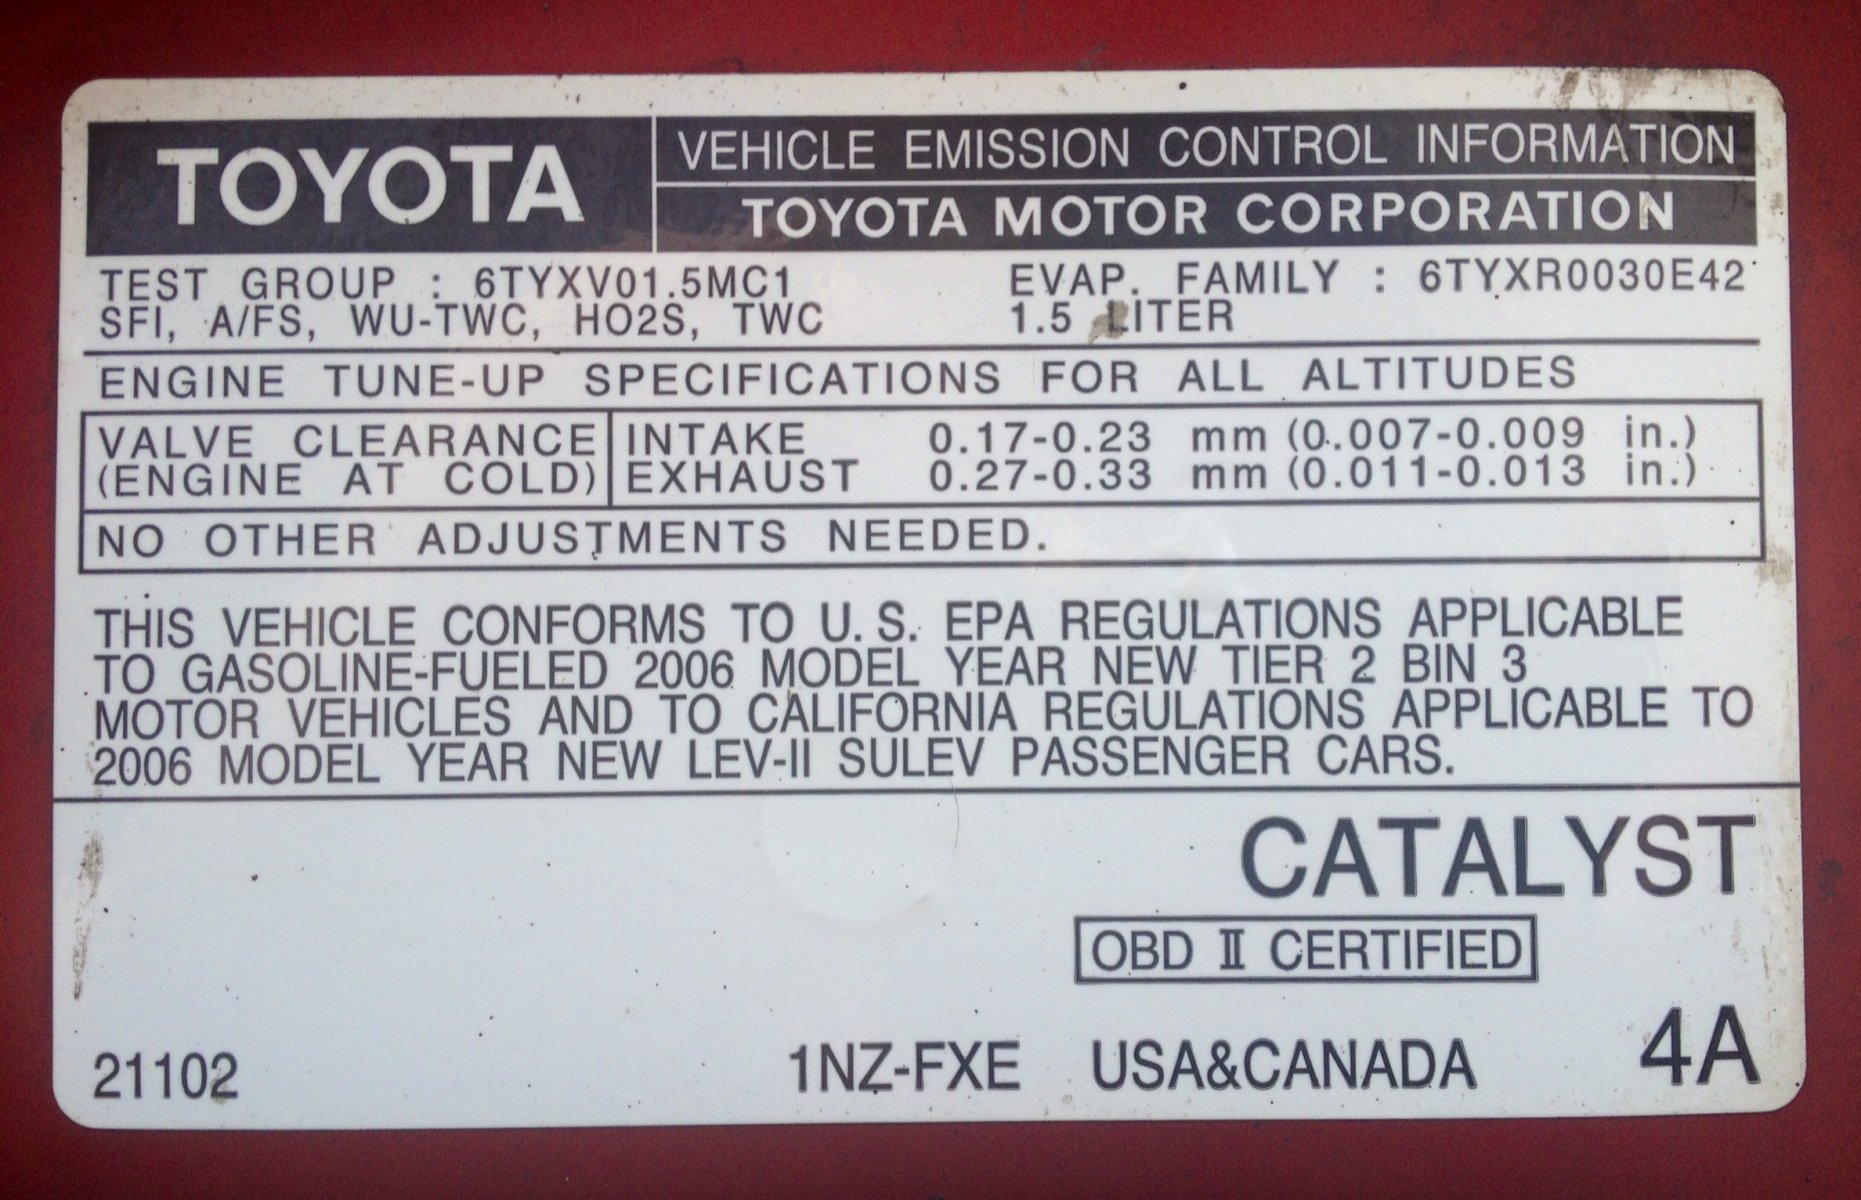 TOYOTA
VEHICLE EMISSION CONTROL INFORMATION
TOYOTA MOTOR CORPORATION
TEST GROUP : 6TYXV01.5MC1 EVAP. FAMILY : 6TYXR0030E42
SFI, A/FS, WU-TWC, HO2S, TWC 1.5 LITER
ENGINE TUNE-UP SPECIFICATIONS FOR ALL ALTITUDES
VALVE CLEARANCE INTAKE 0.17-0.23 mm (0.007-0.009 in.)
(ENGINE AT COLD) EXHAUST 0.27-0.33 mm (0.011-0.013 in.)
NO OTHER ADJUSTMENTS NEEDED.
THIS VEHICLE CONFORMS TO U.S. EPA REGULATIONS APPLICABLE
TO GASOLINE-FUELED 2006 MODEL YEAR NEW TIER 2 BIN 3
MOTOR VEHICLES AND TO CALIFORNIA REGULATIONS APPLICABLE TO
2006 MODEL YEAR NEW LEV-II SULEV PASSENGER CARS.
CATALYST
OBD II CERTIFIED
21102 1NZ-FXE USA&CANADA 4A